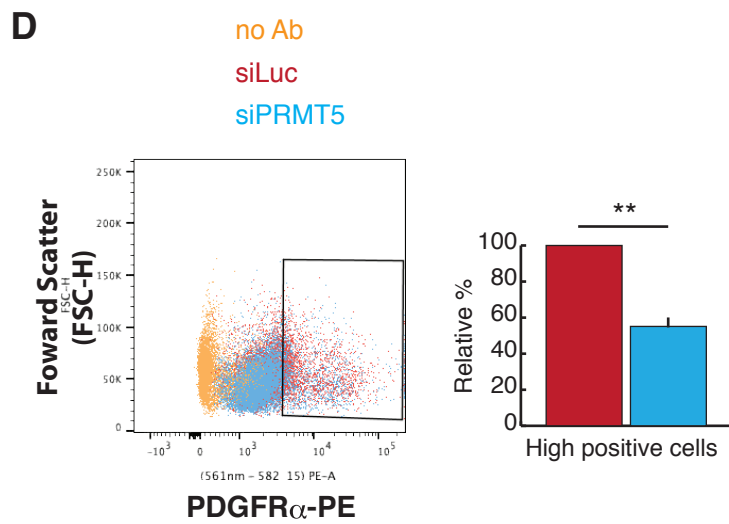 D
no Ab
siLuc
siPRMT5
250K
200K
150K
100K
50K
0
Foward Scatter
FSC-H
(FSC-H)
-10³ 0 10³ 10⁴ 10⁵
(561nm - 582 15) PE-A
PDGFRα-PE
**
100
80
60
40
20
0
Relative %
High positive cells